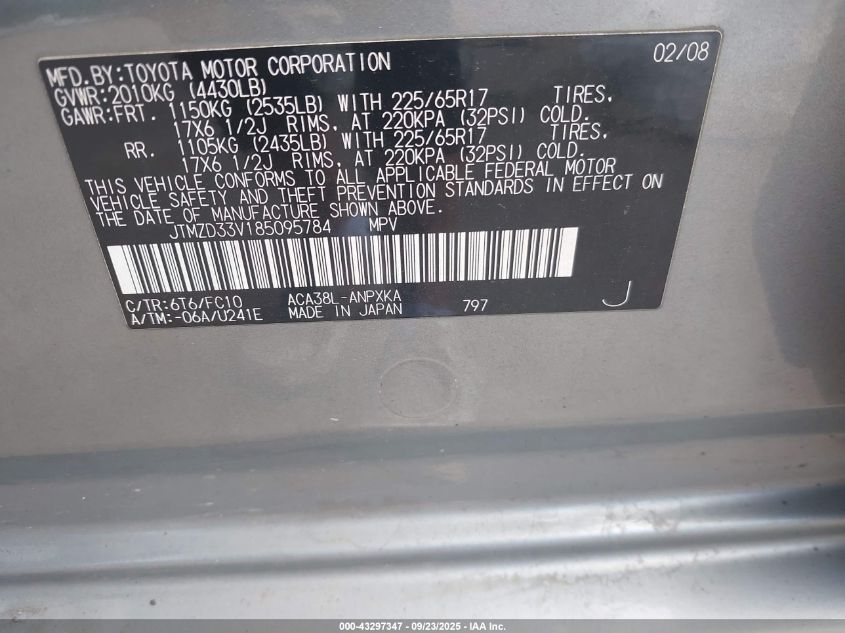 MFD.BY:TOYOTA MOTOR CORPORATION 02/08
GVWR:2010KG (4430LB)
GAWR:FRT. 1150KG (2535LB) WITH 225/65R17 TIRES,
17X6 1/2J RIMS, AT 220KPA (32PSI) COLD.
RR. 1105KG (2435LB) WITH 225/65R17 TIRES,
17X6 1/2J RIMS, AT 220KPA (32PSI) COLD.
THIS VEHICLE CONFORMS TO ALL APPLICABLE FEDERAL MOTOR
VEHICLE SAFETY AND THEFT PREVENTION STANDARDS IN EFFECT ON
THE DATE OF MANUFACTURE SHOWN ABOVE.
JTMZD33V185095784 MPV
C/TR:6T6/FC10 ACA38L-ANPXKA
A/TM:-06A/U241E MADE IN JAPAN 797 J
000-43297347 - 09/23/2025 - IAA Inc.